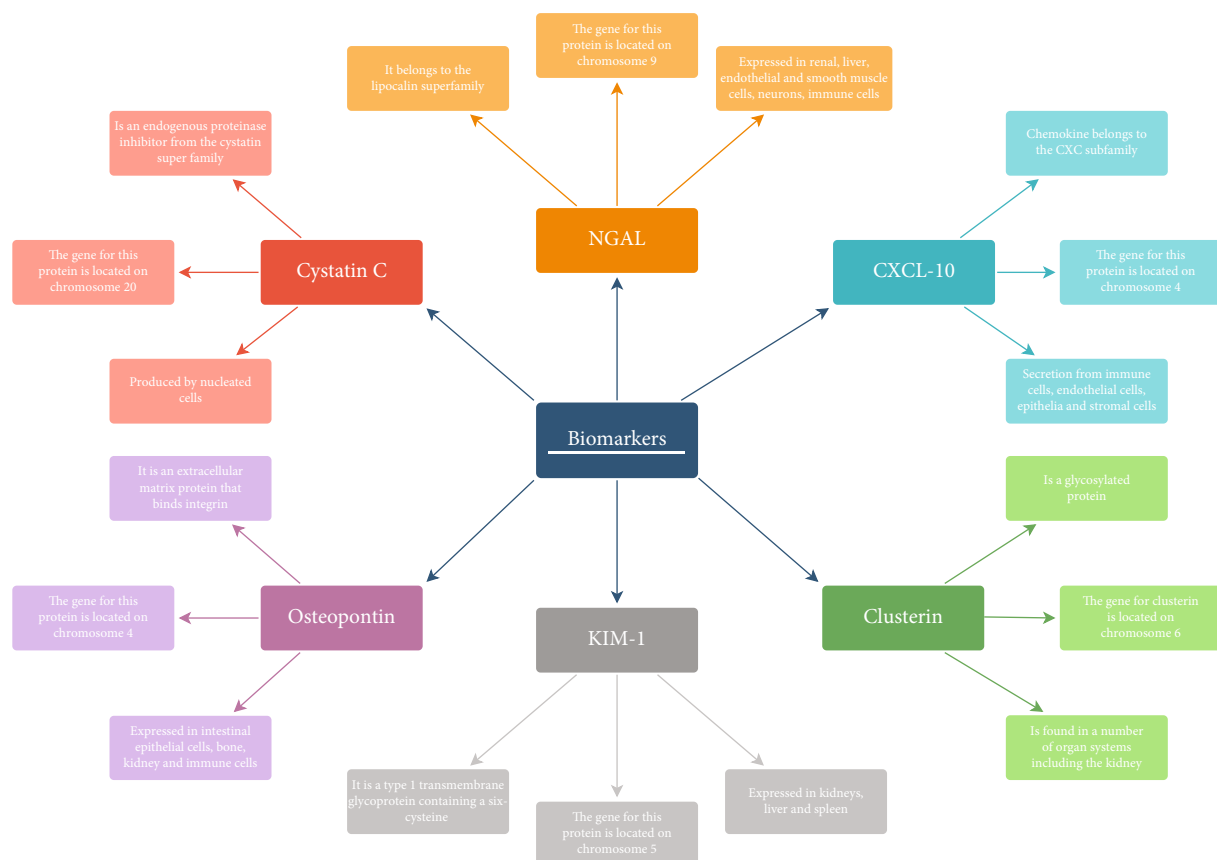 The gene for this
protein is located on
chromosome 9
It belongs to the
lipocalin superfamily
Expressed in renal, liver,
endothelial and smooth muscle
cells, neurons, immune cells
Is an endogenous proteinase
inhibitor from the cystatin
super family
Chemokine belongs to
the CXC subfamily
NGAL
The gene for this
protein is located on
chromosome 20
Cystatin C
CXCL-10
The gene for this
protein is located on
chromosome 4
Produced by nucleated
cells
Secretion from immune
cells, endothelial cells,
epithelia and stromal cells
Biomarkers
It is an extracellular
matrix protein that
binds integrin
Is a glycosylated
protein
The gene for this
protein is located on
chromosome 4
Osteopontin
KIM-1
Clusterin
The gene for clusterin
is located on
chromosome 6
Expressed in intestinal
epithelial cells, bone,
kidney and immune cells
Is found in a number
of organ systems
including the kidney
It is a type 1 transmembrane
glycoprotein containing a six-
cysteine
The gene for this
protein is located on
chromosome 5
Expressed in kidneys,
liver and spleen